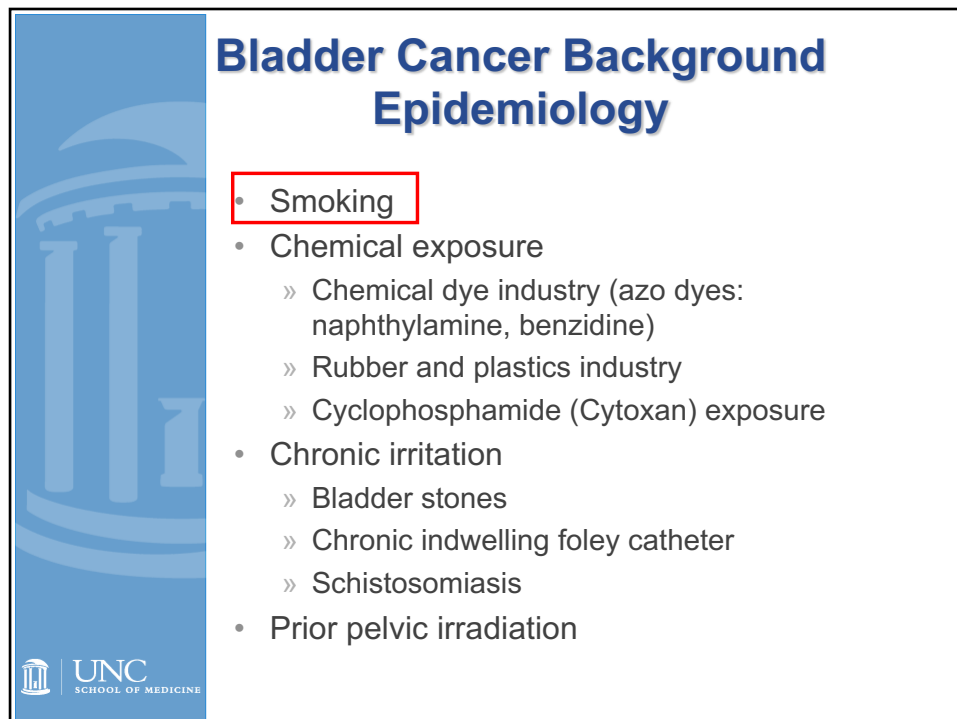 Bladder Cancer Background
Epidemiology
• Smoking
• Chemical exposure
» Chemical dye industry (azo dyes:
naphthylamine, benzidine)
» Rubber and plastics industry
» Cyclophosphamide (Cytoxan) exposure
• Chronic irritation
» Bladder stones
» Chronic indwelling foley catheter
» Schistosomiasis
• Prior pelvic irradiation
UNC
SCHOOL OF MEDICINE